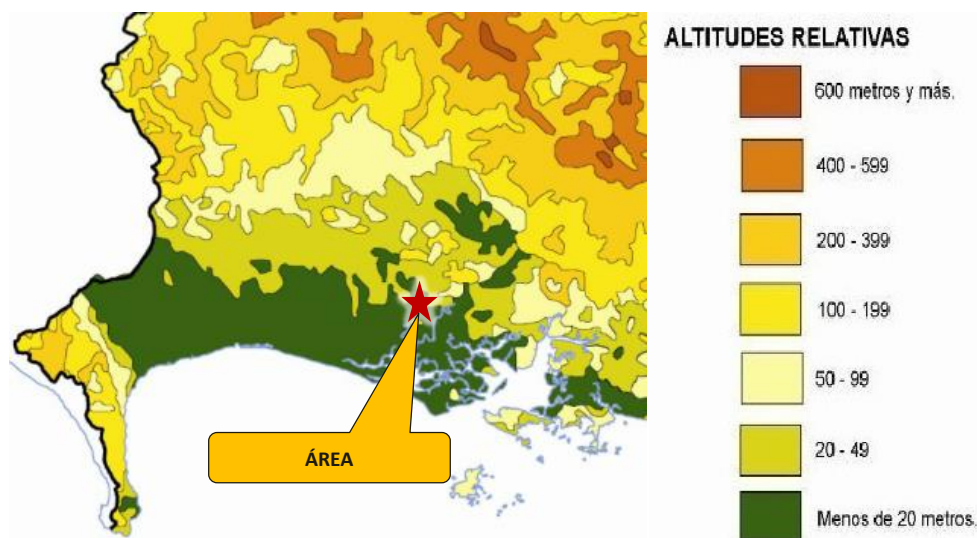 ALTITUDES RELATIVAS
600 metros y más.
400 - 599
200 - 399
100 - 199
50 - 99
20 - 49
Menos de 20 metros.
ÁREA